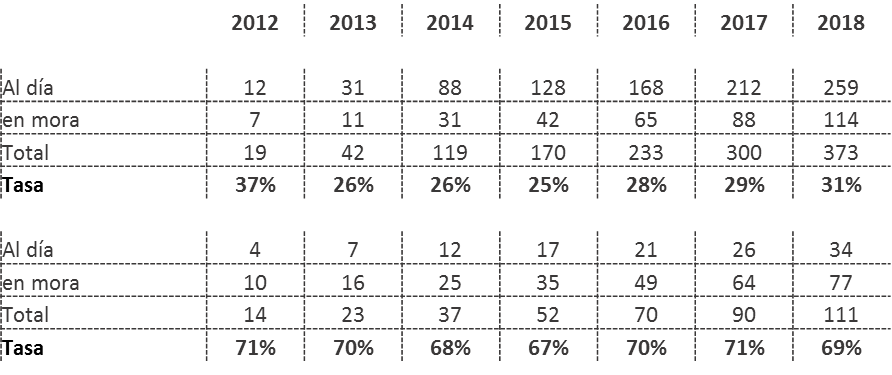 2012 2013 2014 2015 2016 2017 2018
Al día 12 31 88 128 168 212 259
en mora 7 11 31 42 65 88 114
Total 19 42 119 170 233 300 373
Tasa 37% 26% 26% 25% 28% 29% 31%
Al día 4 7 12 17 21 26 34
en mora 10 16 25 35 49 64 77
Total 14 23 37 52 70 90 111
Tasa 71% 70% 68% 67% 70% 71% 69%